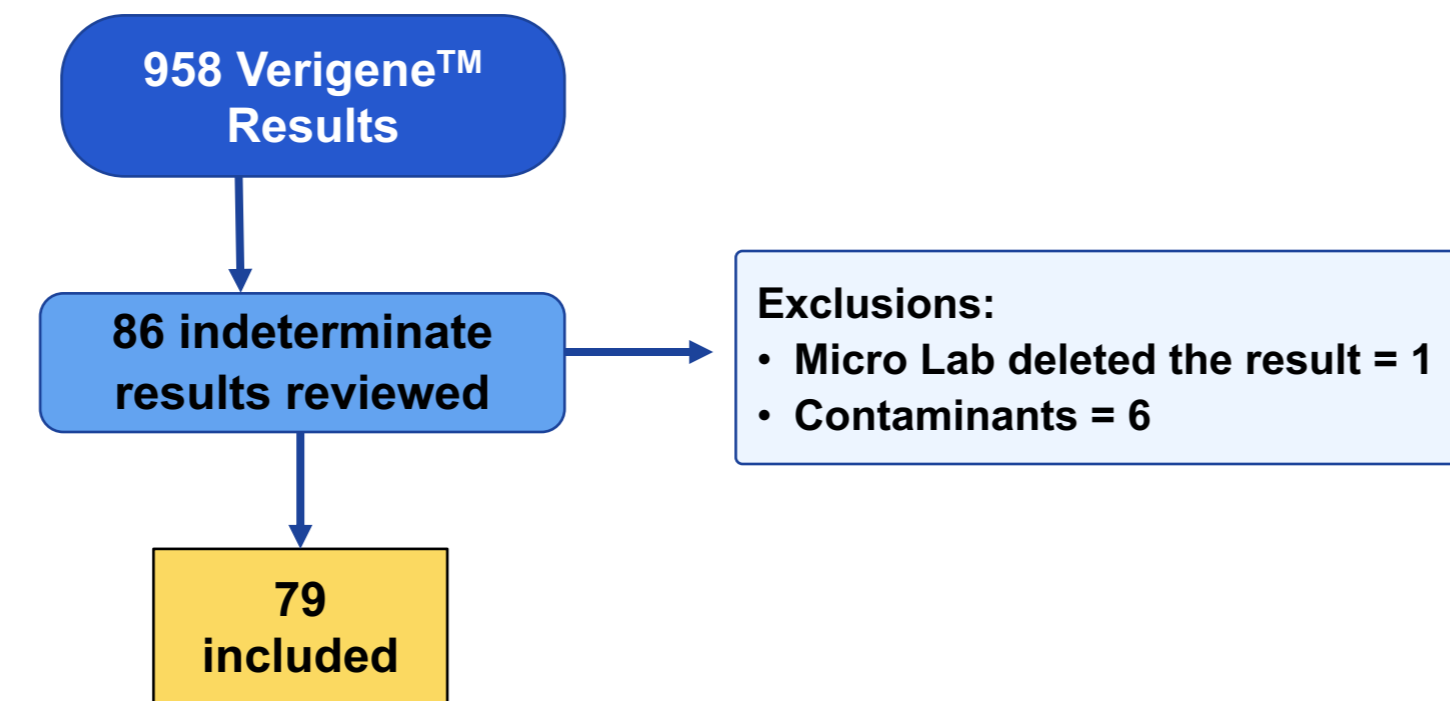 958 Verigene™
Results
86 indeterminate
results reviewed
Exclusions:
• Micro Lab deleted the result = 1
• Contaminants = 6
79
included